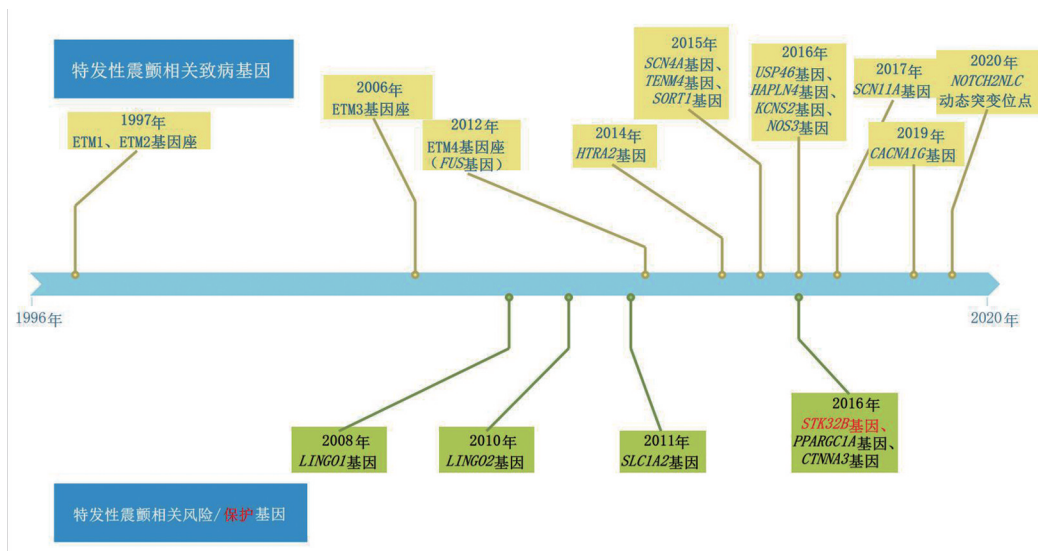 特发性震颤相关致病基因
1997年
ETM1、ETM2基因座
2006年
ETM3基因座
2012年
ETM4基因座
（FUS基因）
2014年
HTRA2基因
2015年
SCN4A基因、
TENM4基因、
SORT1基因
2016年
USP46基因、
HAPLN4基因、
KCNS2基因、
NOS3基因
2017年
SCN11A基因
2019年
CACNA1G基因
2020年
NOTCH2NLC
动态突变位点
1996年
2020年
2008年
LINGO1基因
2010年
LINGO2基因
2011年
SLC1A2基因
2016年
STK32B基因、
PPARGC1A基因、
CTNNA3基因
特发性震颤相关风险/保护基因